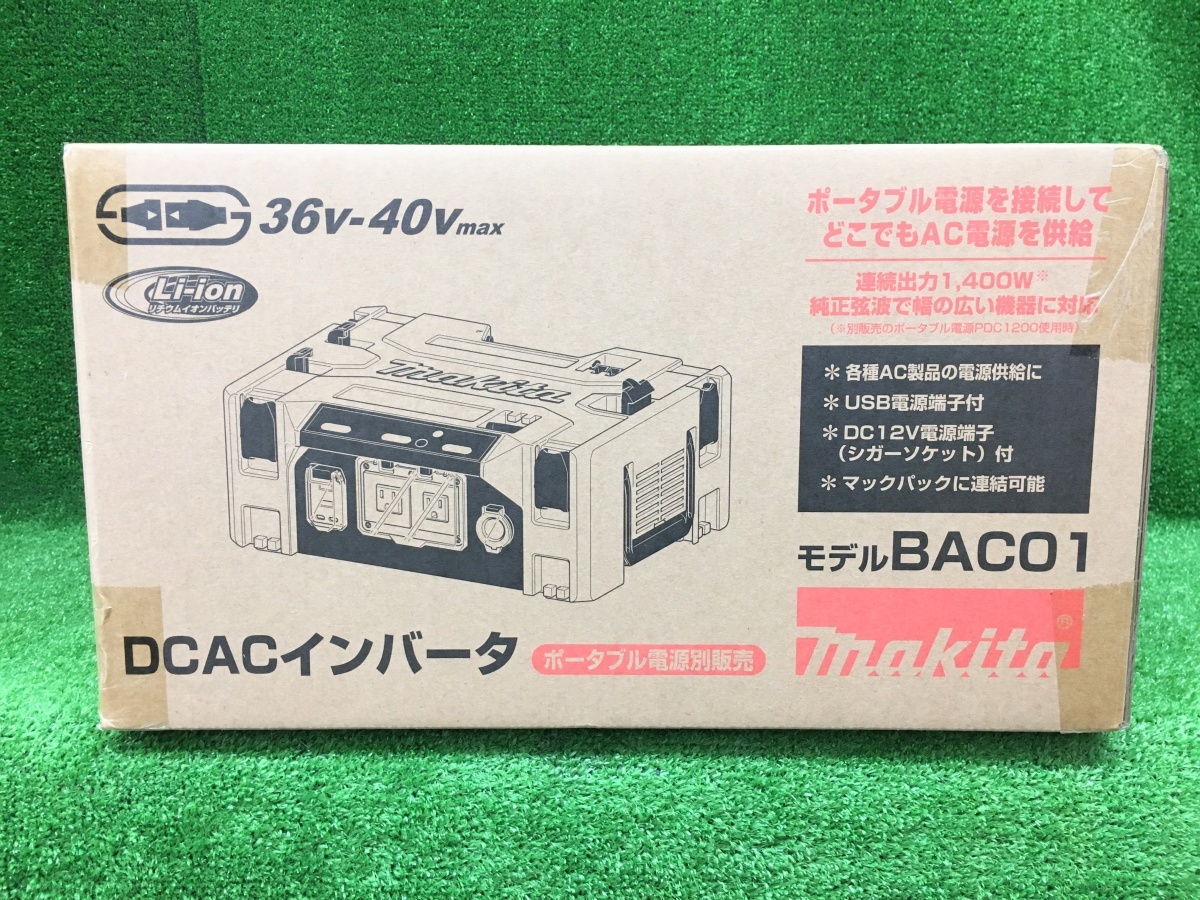 36V-40Vmax
Li-ion
リチウムイオンバッテリ
makita
ポータブル電源を接続して
どこでもAC電源を供給
連続出力1,400W※
純正弦波で幅の広い機器に対応
(※別販売のポータブル電源PDC1200使用時)
＊各種AC製品の電源供給に
＊USB電源端子付
＊DC12V電源端子
(シガーソケット)付
＊マックパックに連結可能
モデルBAC01
DCACインバータ
ポータブル電源別販売
makita®